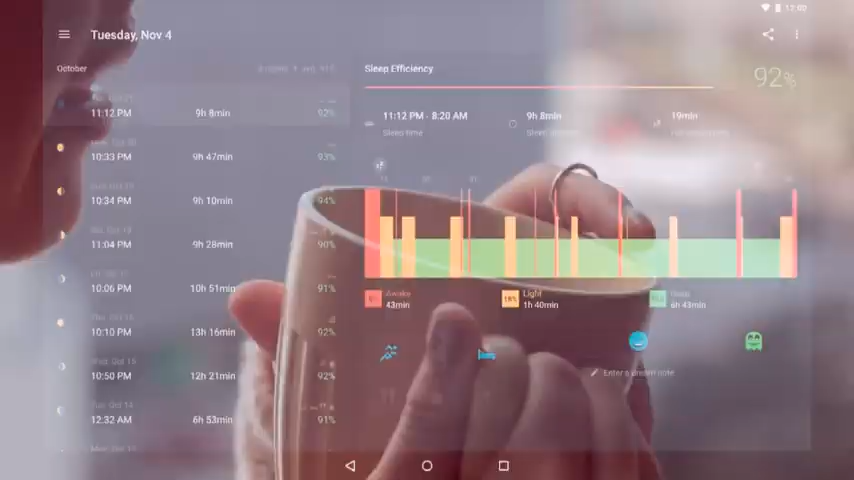 12:00
Tuesday, Nov 4
October
11:12 PM 9h 8min 92%
10:33 PM 9h 47min 93%
10:34 PM 9h 10min 94%
11:04 PM 9h 28min 90%
10:06 PM 10h 51min 91%
10:10 PM 13h 16min 92%
10:50 PM 12h 21min 92%
12:32 AM 6h 53min 91%
Sleep Efficiency
92%
11:12 PM - 8:20 AM
Sleep time
9h 8min
19min
Awake
43min
18% Light
1h 40min
Deep
6h 43min
Enter a dream note